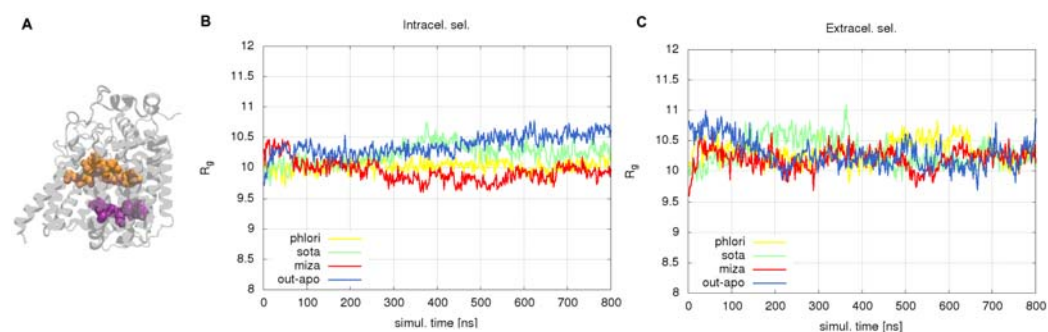 A
B
Intracel. sel.
12
11.5
11
10.5
10
9.5
9
8.5
8
Rg
phlori
sota
miza
out-apo
0 100 200 300 400 500 600 700 800
simul. time [ns]
C
Extracel. sel.
12
11.5
11
10.5
10
9.5
9
8.5
8
Rg
phlori
sota
miza
out-apo
0 100 200 300 400 500 600 700 800
simul. time [ns]